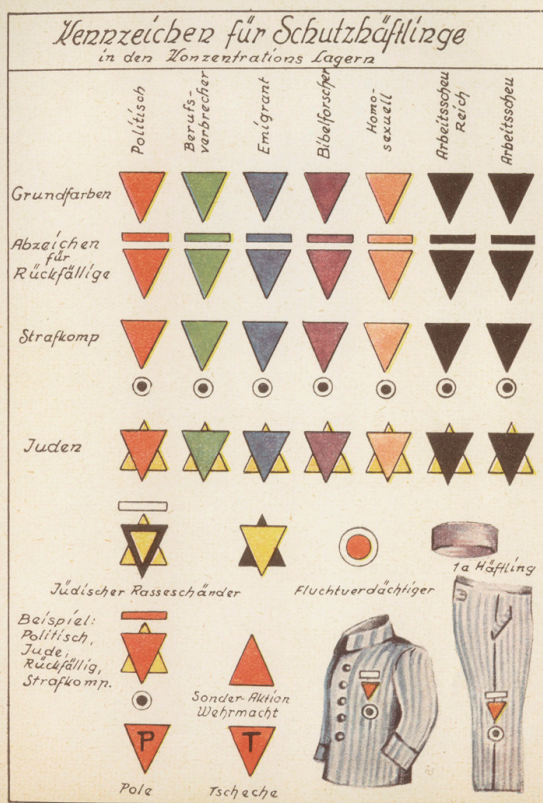 Kennzeichen für Schutzhäftlinge
in den Konzentrations Lagern
Politisch
Berufs-
verbrecher
Emigrant
Bibelforscher
Homo-
sexuell
Arbeitsscheu
Reich
Arbeitsscheu
Grundfarben
Abzeichen
für
Rückfällige
Strafkomp
Juden
Jüdischer Rasseschänder
Fluchtverdächtiger
1a Häftling
Beispiel:
Politisch,
Jude,
Rückfällig,
Strafkomp.
Sonder-Aktion
Wehrmacht
P
Pole
T
Tscheche